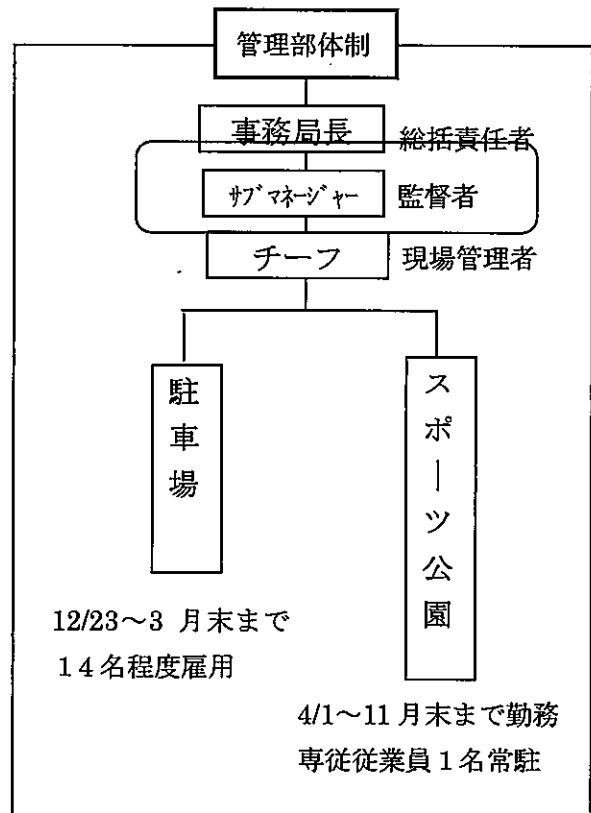 管理部体制
事務局長 総括責任者
サブマネージャー 監督者
チーフ 現場管理者
駐車場
スポーツ公園
12/23~3 月末まで
14名程度雇用
4/1~11月末まで勤務
専従従業員1名常駐